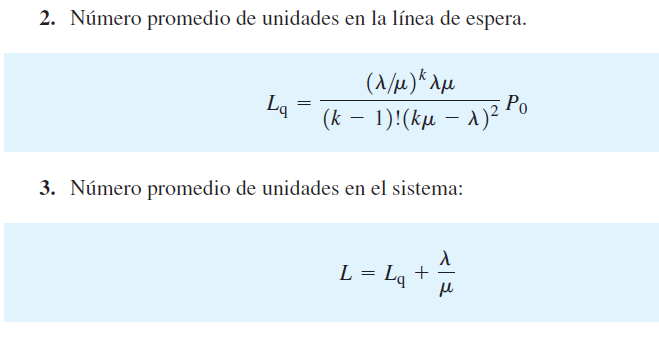 2. Número promedio de unidades en la línea de espera.
Lq = (λ/μ)^k λμ / (k − 1)!(kμ − λ)² P₀
3. Número promedio de unidades en el sistema:
L = Lq + λ/μ